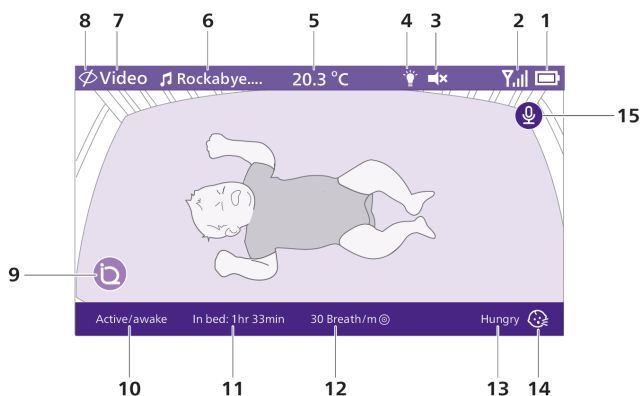 8 7 6 5 4 3 2 1
Video Rockabye.... 20.3 °C
15
9
Active/awake In bed: 1hr 33min 30 Breath/m Hungry
10 11 12 13 14